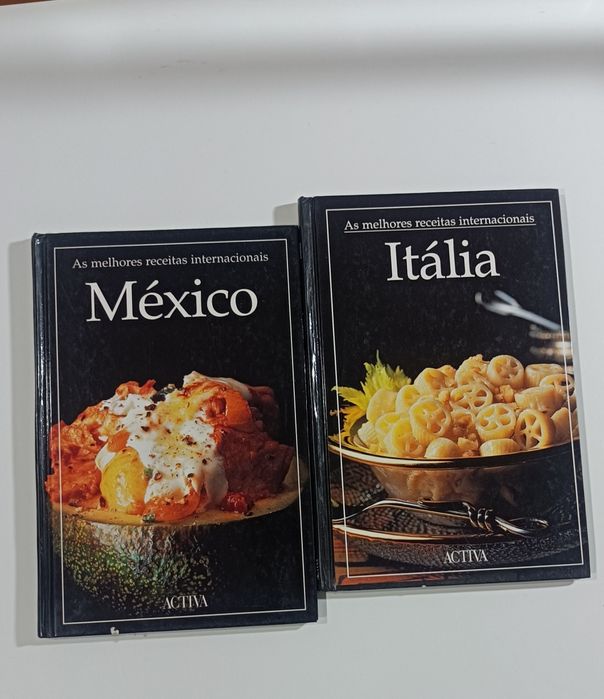 As melhores receitas internacionais
México
ACTIVA
As melhores receitas internacionais
Itália
ACTIVA